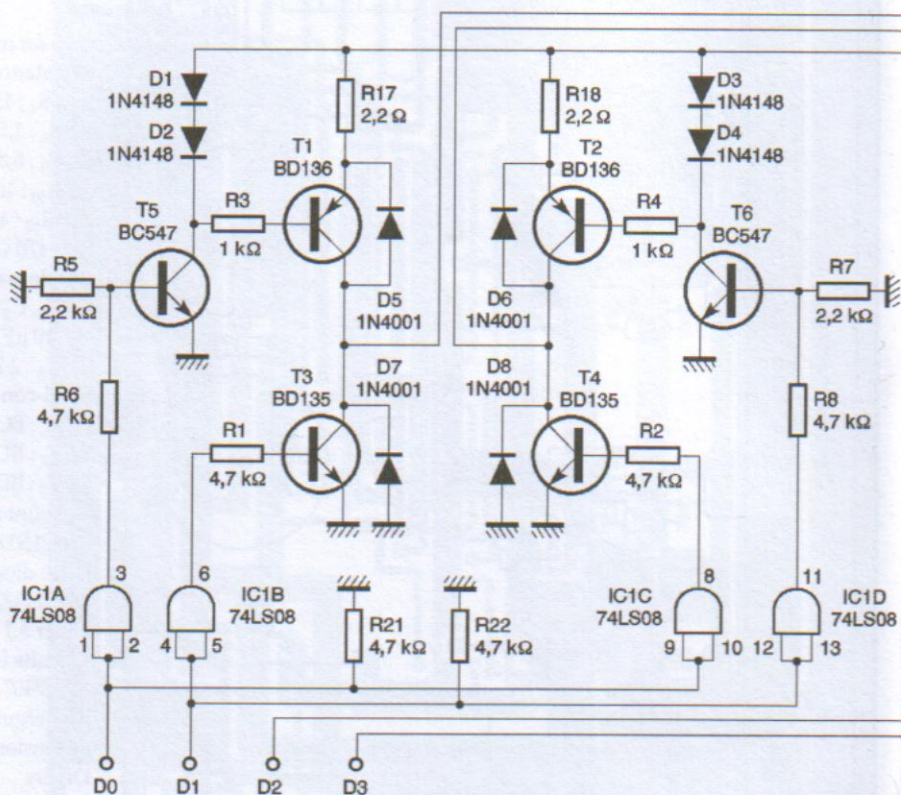 D1
1N4148
D2
1N4148
R17
2,2 Ω
R18
2,2 Ω
D3
1N4148
D4
1N4148
T1
BD136
T2
BD136
T5
BC547
R3
1 kΩ
R4
1 kΩ
T6
BC547
R5
2,2 kΩ
R7
2,2 kΩ
D5
1N4001
D6
1N4001
D7
1N4001
D8
1N4001
T3
BD135
T4
BD135
R6
4,7 kΩ
R1
4,7 kΩ
R2
4,7 kΩ
R8
4,7 kΩ
3
6
8
11
IC1A
74LS08
IC1B
74LS08
IC1C
74LS08
IC1D
74LS08
R21
4,7 kΩ
R22
4,7 kΩ
1 2
4 5
9 10
12 13
D0
D1
D2
D3